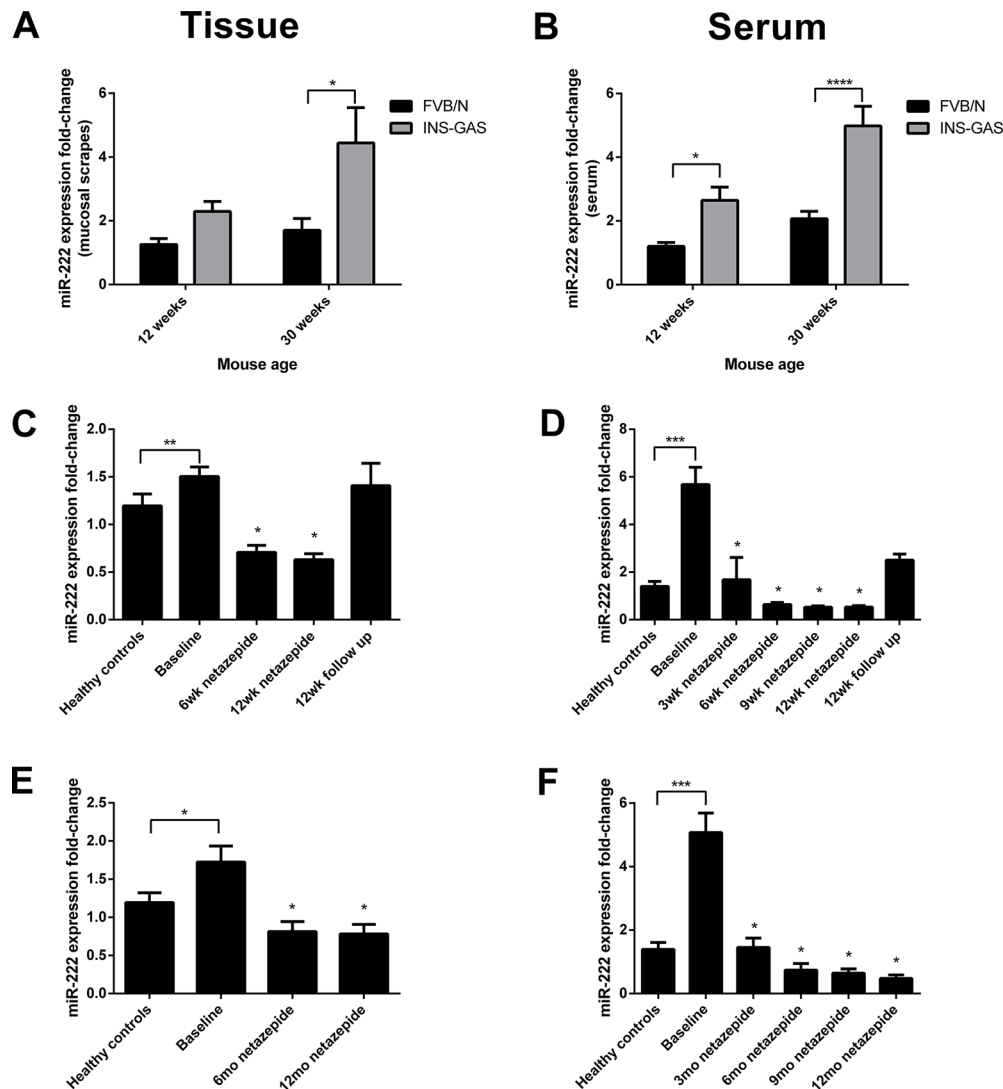 A Tissue
miR-222 expression fold-change
(mucosal scrapes)
6
4
2
0
*
FVB/N
INS-GAS
12 weeks
30 weeks
Mouse age
B Serum
miR-222 expression fold-change
(serum)
6
4
2
0
*
****
FVB/N
INS-GAS
12 weeks
30 weeks
Mouse age
C
miR-222 expression fold-change
2.0
1.5
1.0
0.5
0.0
**
*
*
Healthy controls
Baseline
6wk netazepide
12wk netazepide
12wk follow up
D
miR-222 expression fold-change
8
6
4
2
0
***
*
*
*
*
Healthy controls
Baseline
3wk netazepide
6wk netazepide
9wk netazepide
12wk netazepide
12wk follow up
E
miR-222 expression fold-change
2.5
2.0
1.5
1.0
0.5
0.0
*
*
*
Healthy controls
Baseline
6mo netazepide
12mo netazepide
F
miR-222 expression fold-change
6
4
2
0
***
*
*
*
*
Healthy controls
Baseline
3mo netazepide
6mo netazepide
9mo netazepide
12mo netazepide